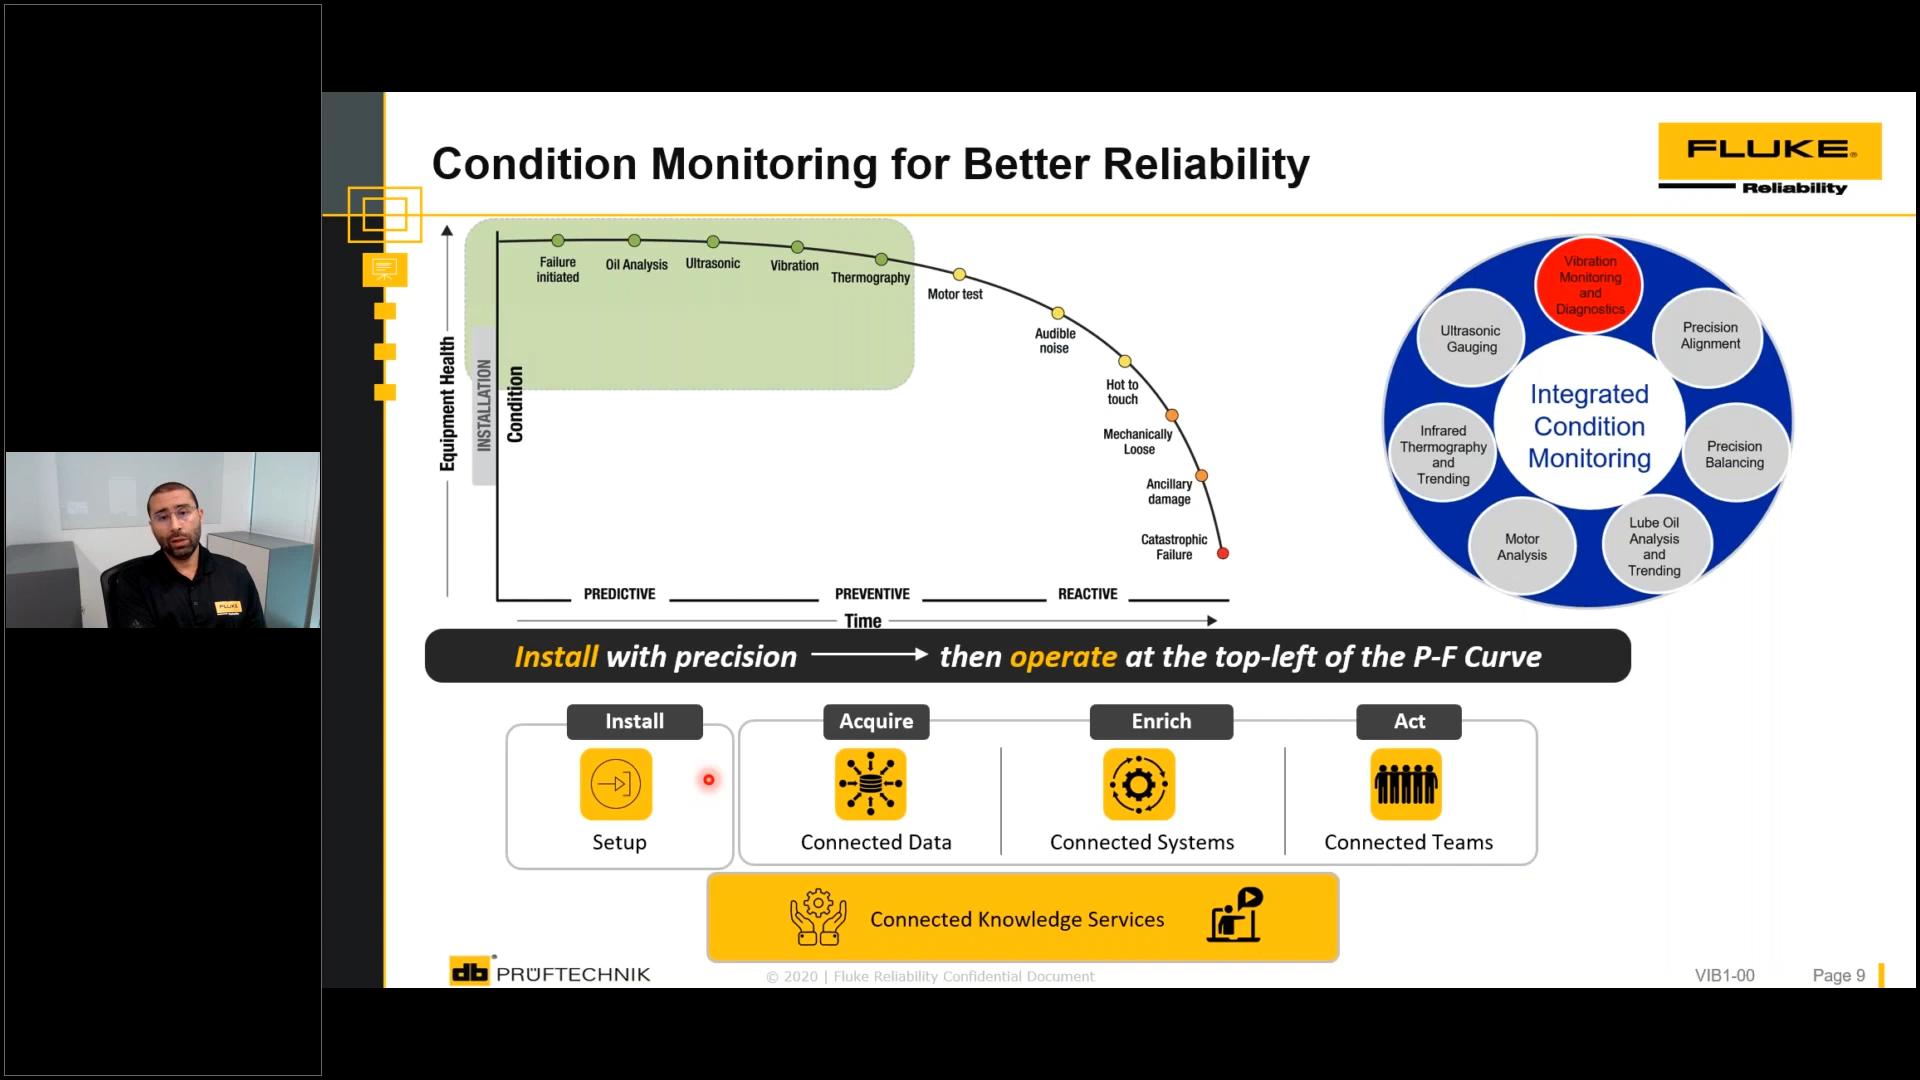 Condition Monitoring for Better Reliability
FLUKE®
Reliability
Equipment Health
INSTALLATION
Condition
Failure
initiated
Oil Analysis
Ultrasonic
Vibration
Thermography
Motor test
Audible
noise
Hot to
touch
Mechanically
Loose
Ancillary
damage
Catastrophic
Failure
PREDICTIVE
PREVENTIVE
REACTIVE
Time
Vibration
Monitoring
and
Diagnostics
Precision
Alignment
Precision
Balancing
Lube Oil
Analysis
and
Trending
Motor
Analysis
Infrared
Thermography
and
Trending
Ultrasonic
Gauging
Integrated
Condition
Monitoring
Install with precision then operate at the top-left of the P-F Curve
Install
Setup
Acquire
Connected Data
Enrich
Connected Systems
Act
Connected Teams
Connected Knowledge Services
FLUKE
db PRÜFTECHNIK
© 2020 | Fluke Reliability Confidential Document
VIB1-00
Page 9